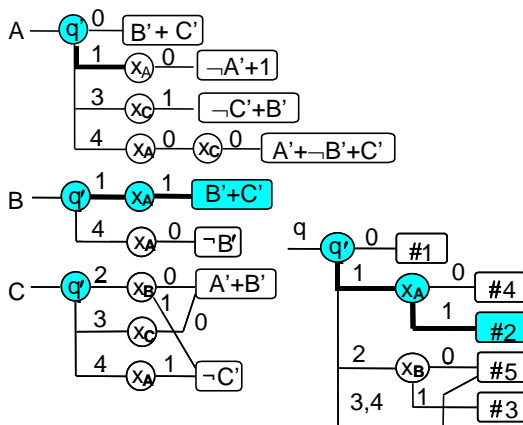 A q' 0 B'+ C'
1 XA 0 ¬A'+1
3 XC 1 ¬C'+B'
4 XA 0 XC 0 A'+¬B'+C'
B q' 1 XA 1 B'+C'
4 XA 0 ¬B'
C q' 2 XB 0 A'+B'
1
3 XC 0
4 XA 1 ¬C'
q q' 0 #1
1 XA 0 #4
1 #2
2 XB 0 #5
3,4 1 #3